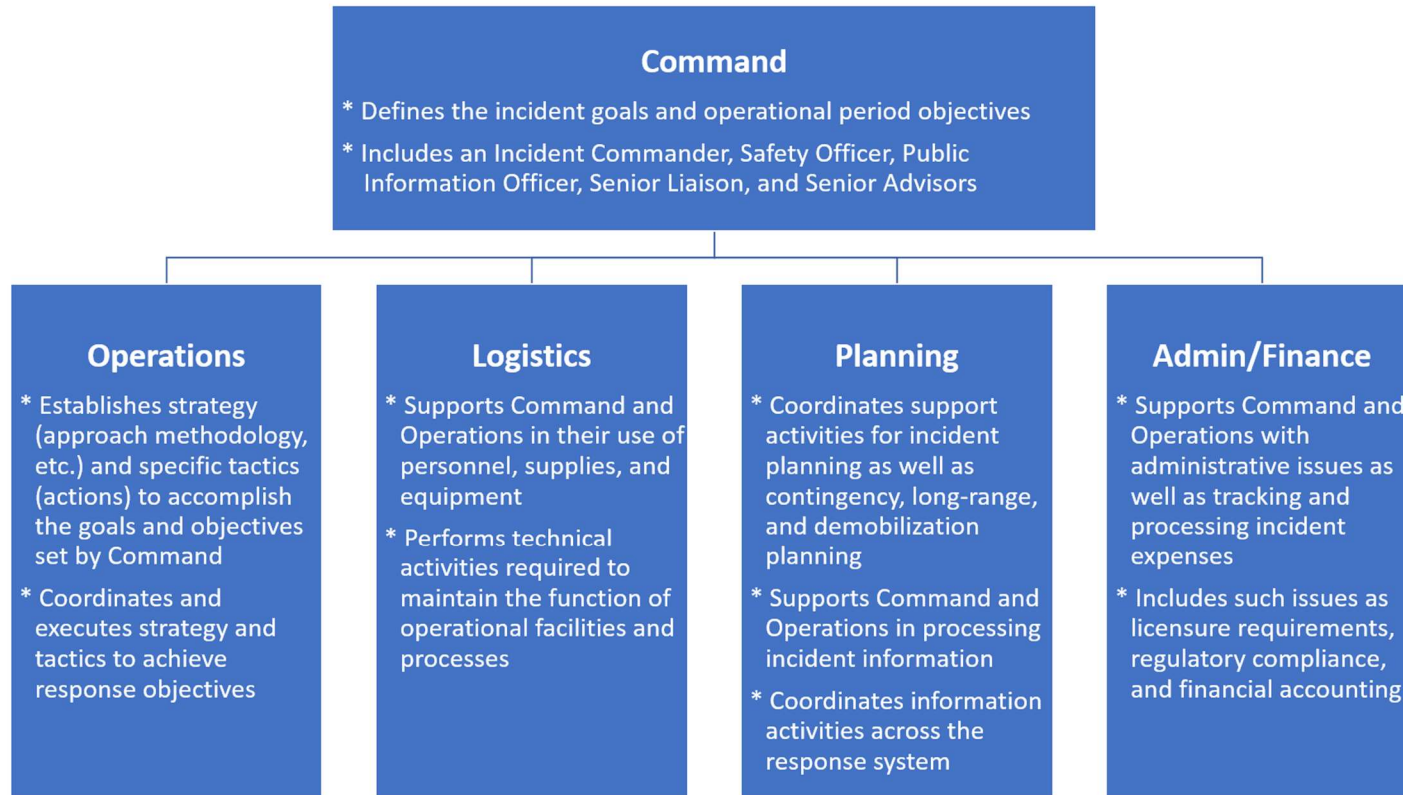 Command
* Defines the incident goals and operational period objectives
* Includes an Incident Commander, Safety Officer, Public
Information Officer, Senior Liaison, and Senior Advisors
Operations
* Establishes strategy
(approach methodology,
etc.) and specific tactics
(actions) to accomplish
the goals and objectives
set by Command
* Coordinates and
executes strategy and
tactics to achieve
response objectives
Logistics
* Supports Command and
Operations in their use of
personnel, supplies, and
equipment
* Performs technical
activities required to
maintain the function of
operational facilities and
processes
Planning
* Coordinates support
activities for incident
planning as well as
contingency, long-range,
and demobilization
planning
* Supports Command and
Operations in processing
incident information
* Coordinates information
activities across the
response system
Admin/Finance
* Supports Command and
Operations with
administrative issues as
well as tracking and
processing incident
expenses
* Includes such issues as
licensure requirements,
regulatory compliance,
and financial accounting